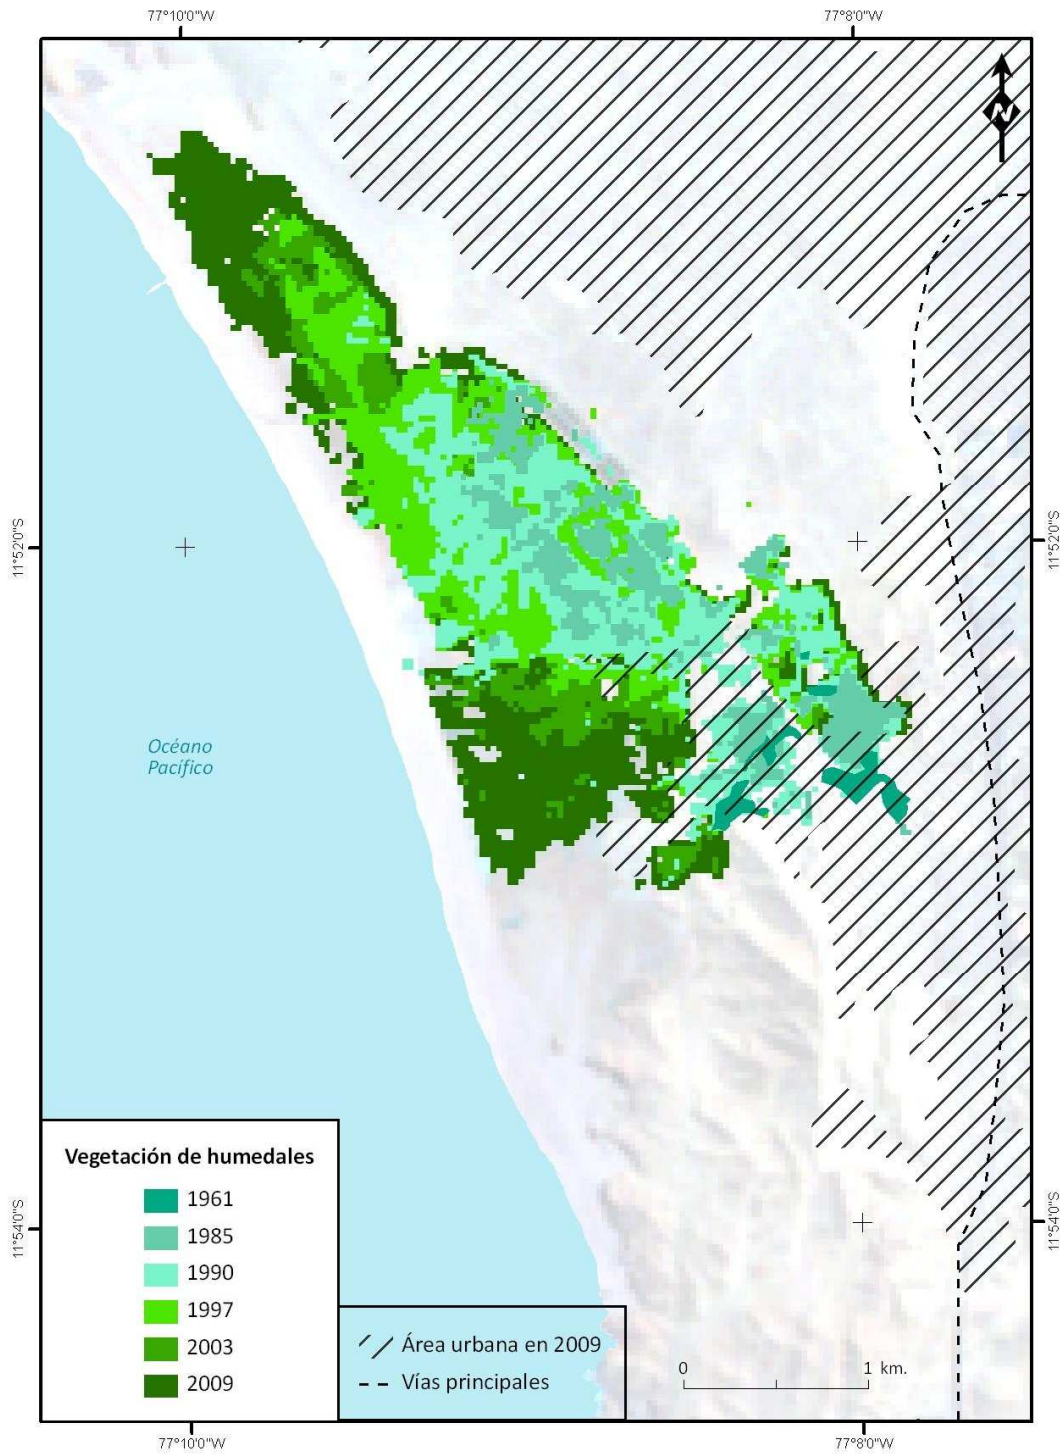 77°10'0"W
77°8'0"W
N
11°52'0"S
11°52'0"S
Océano
Pacífico
11°54'0"S
11°54'0"S
Vegetación de humedales
1961
1985
1990
1997
2003
2009
Área urbana en 2009
Vías principales
0
1 km.
77°10'0"W
77°8'0"W